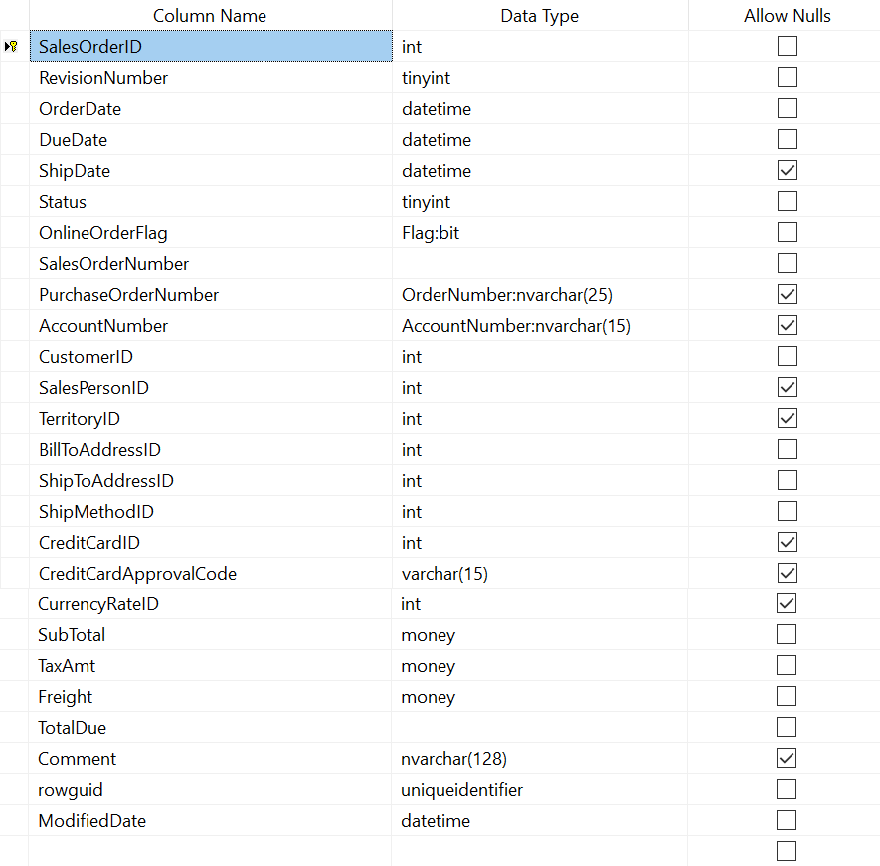 Column Name Data Type Allow Nulls
SalesOrderID int
RevisionNumber tinyint
OrderDate datetime
DueDate datetime
ShipDate datetime
Status tinyint
OnlineOrderFlag Flag:bit
SalesOrderNumber
PurchaseOrderNumber OrderNumber:nvarchar(25)
AccountNumber AccountNumber:nvarchar(15)
CustomerID int
SalesPersonID int
TerritoryID int
BillToAddressID int
ShipToAddressID int
ShipMethodID int
CreditCardID int
CreditCardApprovalCode varchar(15)
CurrencyRateID int
SubTotal money
TaxAmt money
Freight money
TotalDue
Comment nvarchar(128)
rowguid uniqueidentifier
ModifiedDate datetime